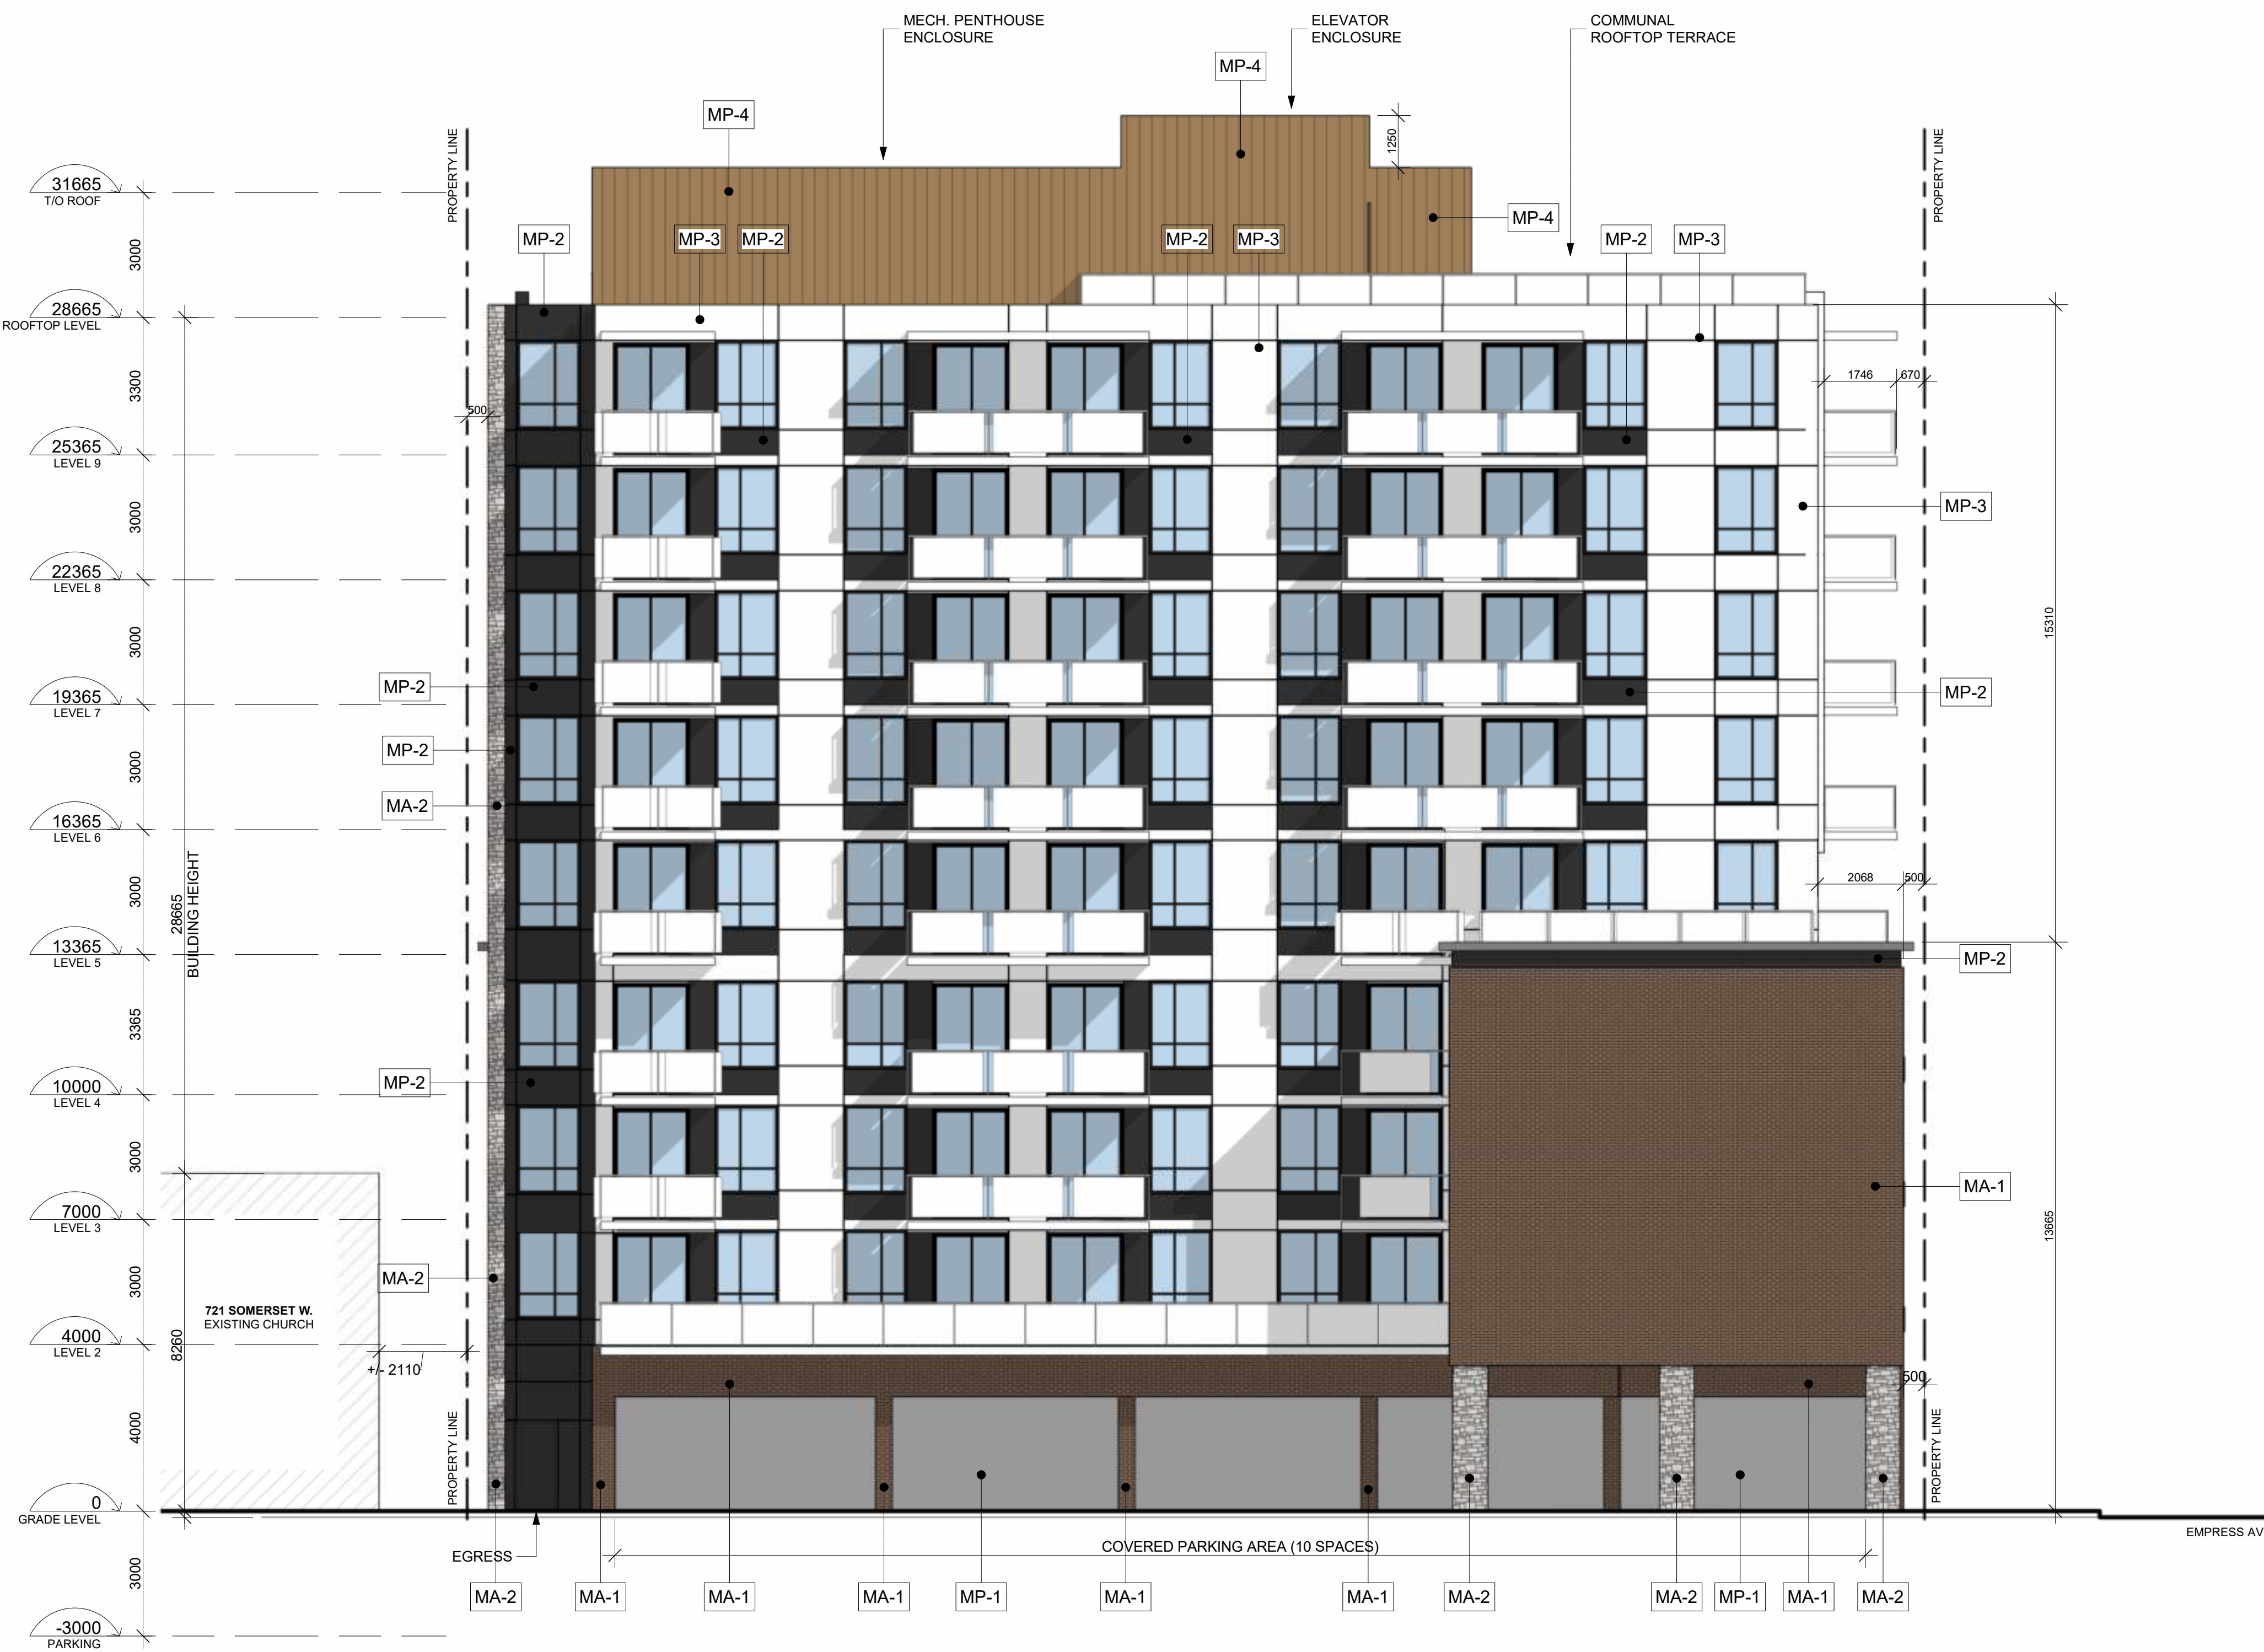 MECH. PENTHOUSE
ENCLOSURE
ELEVATOR
ENCLOSURE
COMMUNAL
ROOFTOP TERRACE
MP-4
MP-4
1250
PROPERTY LINE
PROPERTY LINE
31665
T/O ROOF
MP-4
3000
MP-2
MP-3
MP-2
MP-2
MP-3
MP-2
MP-3
28665
ROOFTOP LEVEL
3300
1746
670
500
25365
LEVEL 9
3000
MP-3
22365
LEVEL 8
3000
15310
MP-2
MP-2
19365
LEVEL 7
MP-2
3000
MA-2
16365
LEVEL 6
3000
2068
500
28665
BUILDING HEIGHT
13365
LEVEL 5
MP-2
3365
MP-2
10000
LEVEL 4
3000
MA-1
7000
LEVEL 3
13665
3000
MA-2
721 SOMERSET W.
EXISTING CHURCH
4000
LEVEL 2
8260
+/- 2110
500
4000
PROPERTY LINE
PROPERTY LINE
0
GRADE LEVEL
EMPRESS AV
EGRESS
COVERED PARKING AREA (10 SPACES)
3000
MA-2
MA-1
MA-1
MA-1
MP-1
MA-1
MA-1
MA-2
MA-2
MP-1
MA-1
MA-2
-3000
PARKING